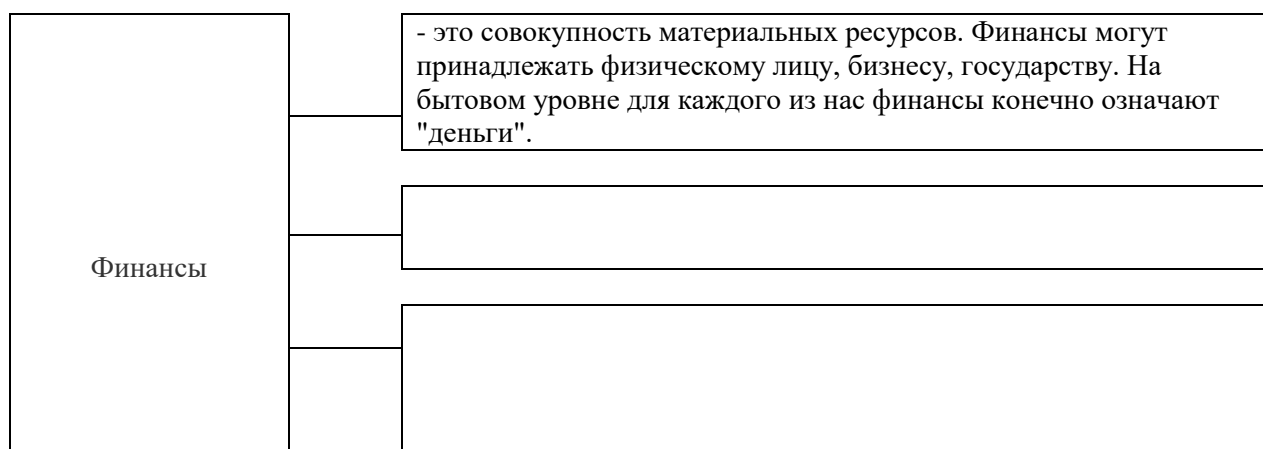 - это совокупность материальных ресурсов. Финансы могут
принадлежать физическому лицу, бизнесу, государству. На
бытовом уровне для каждого из нас финансы конечно означают
"деньги".
Финансы